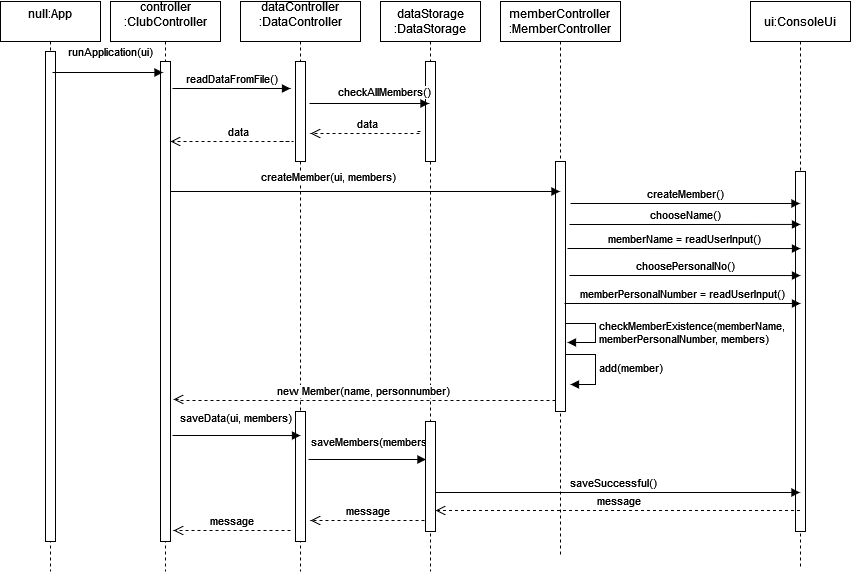 null:App
controller
:ClubController
dataController
:DataController
dataStorage
:DataStorage
memberController
:MemberController
ui:ConsoleUi
runApplication(ui)
readDataFromFile()
checkAllMembers()
data
data
createMember(ui, members)
createMember()
chooseName()
memberName = readUserInput()
choosePersonalNo()
memberPersonalNumber = readUserInput()
checkMemberExistence(memberName,
memberPersonalNumber, members)
add(member)
new Member(name, personnumber)
saveData(ui, members)
saveMembers(members
saveSuccessful()
message
message
message